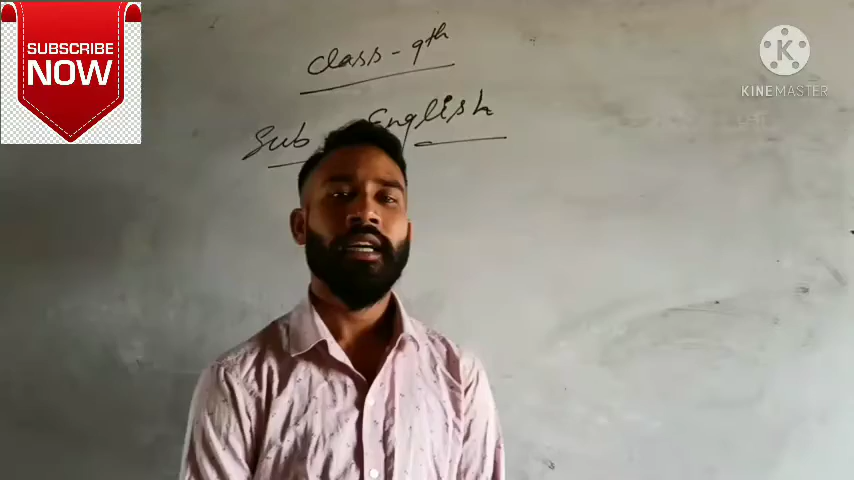 SUBSCRIBE
NOW
class - 9th
Sub English
KINEMASTER